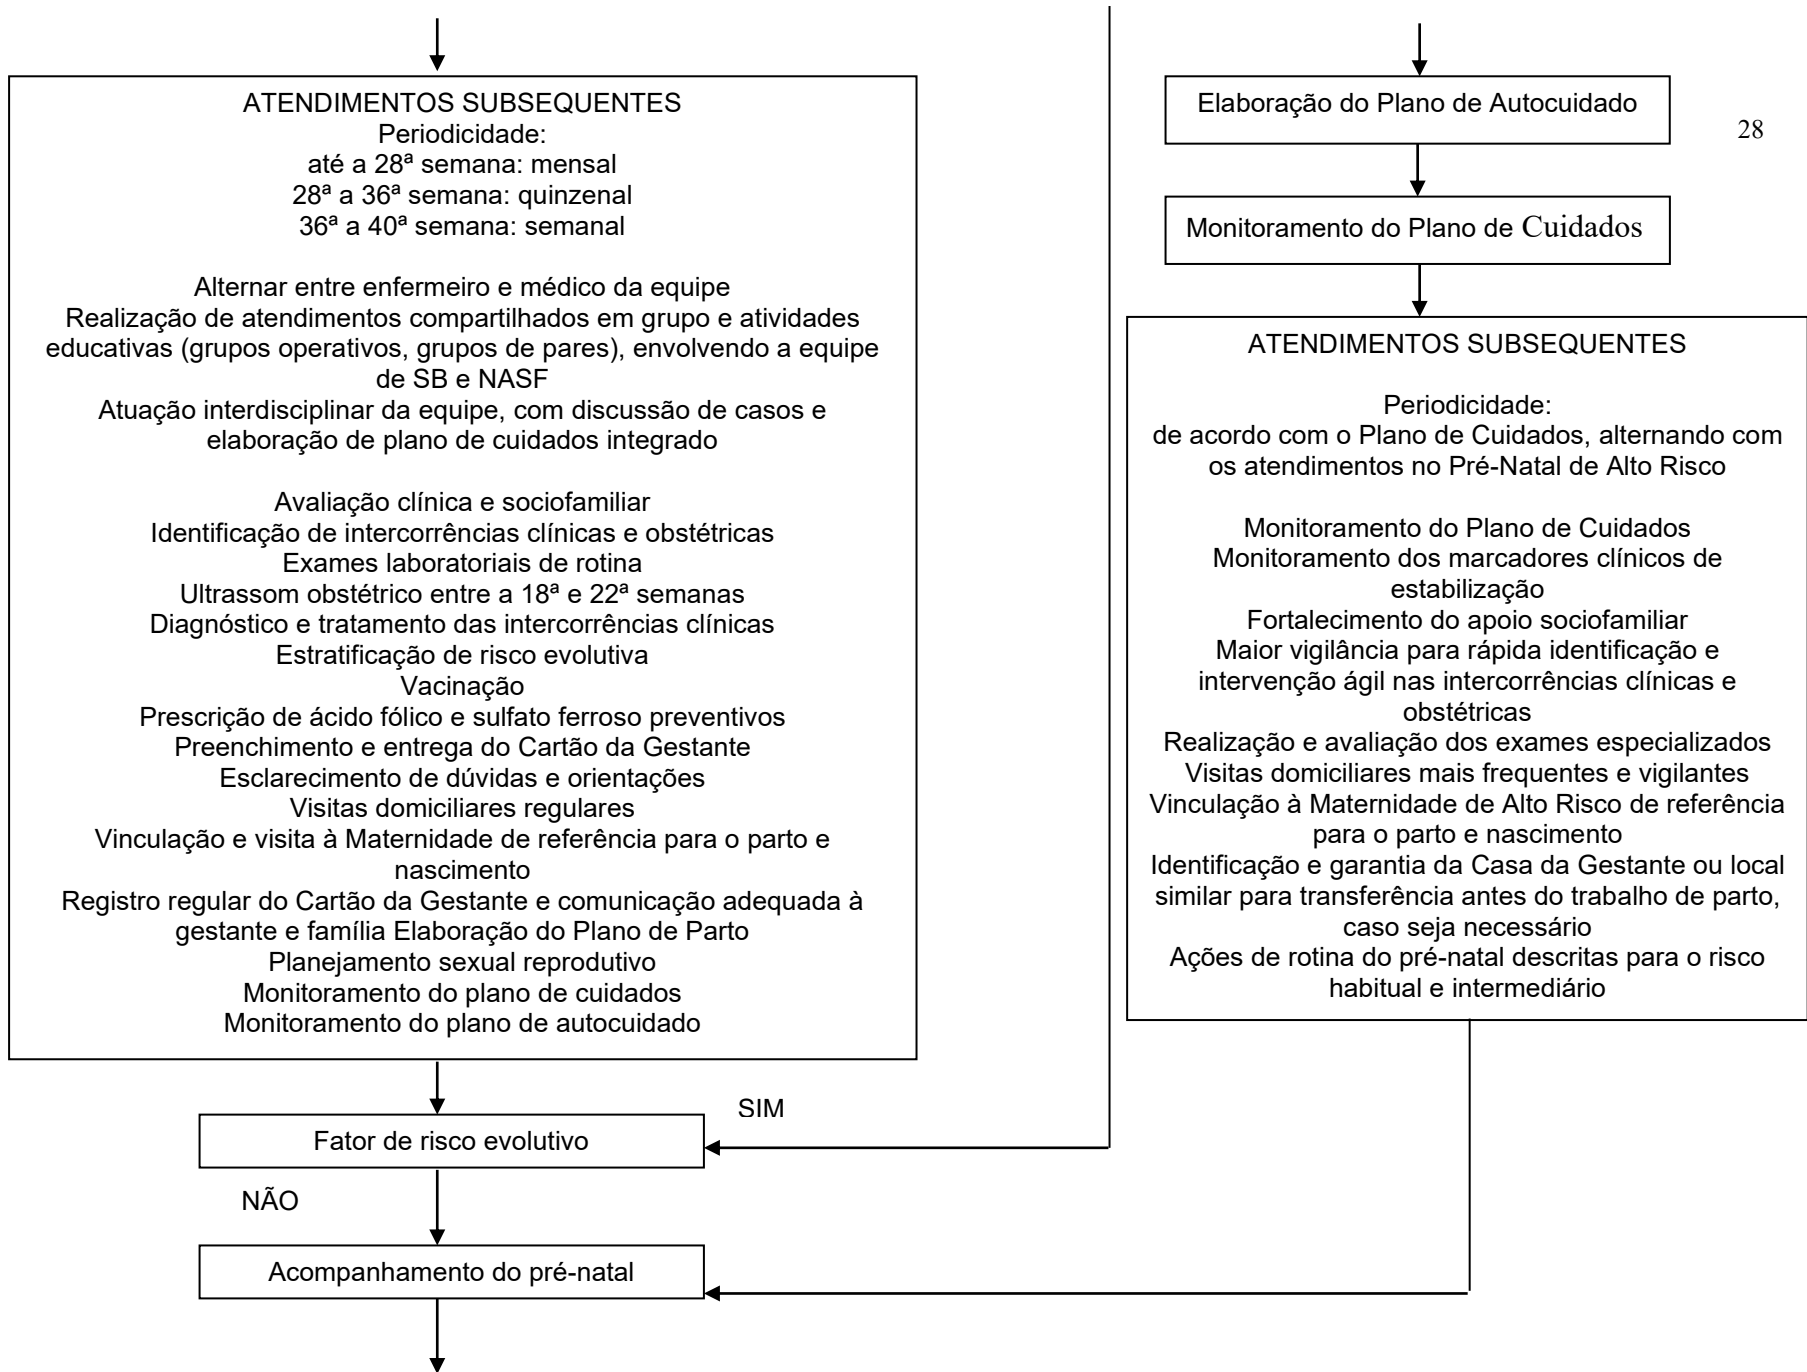 ATENDIMENTOS SUBSEQUENTES
Periodicidade:
até a 28ª semana: mensal
28ª a 36ª semana: quinzenal
36ª a 40ª semana: semanal
Alternar entre enfermeiro e médico da equipe
Realização de atendimentos compartilhados em grupo e atividades
educativas (grupos operativos, grupos de pares), envolvendo a equipe
de SB e NASF
Atuação interdisciplinar da equipe, com discussão de casos e
elaboração de plano de cuidados integrado
Avaliação clínica e sociofamiliar
Identificação de intercorrências clínicas e obstétricas
Exames laboratoriais de rotina
Ultrassom obstétrico entre a 18ª e 22ª semanas
Diagnóstico e tratamento das intercorrências clínicas
Estratificação de risco evolutiva
Vacinação
Prescrição de ácido fólico e sulfato ferroso preventivos
Preenchimento e entrega do Cartão da Gestante
Esclarecimento de dúvidas e orientações
Visitas domiciliares regulares
Vinculação e visita à Maternidade de referência para o parto e
nascimento
Registro regular do Cartão da Gestante e comunicação adequada à
gestante e família Elaboração do Plano de Parto
Planejamento sexual reprodutivo
Monitoramento do plano de cuidados
Monitoramento do plano de autocuidado
Elaboração do Plano de Autocuidado
28
Monitoramento do Plano de Cuidados
ATENDIMENTOS SUBSEQUENTES
Periodicidade:
de acordo com o Plano de Cuidados, alternando com
os atendimentos no Pré-Natal de Alto Risco
Monitoramento do Plano de Cuidados
Monitoramento dos marcadores clínicos de
estabilização
Fortalecimento do apoio sociofamiliar
Maior vigilância para rápida identificação e
intervenção ágil nas intercorrências clínicas e
obstétricas
Realização e avaliação dos exames especializados
Visitas domiciliares mais frequentes e vigilantes
Vinculação à Maternidade de Alto Risco de referência
para o parto e nascimento
Identificação e garantia da Casa da Gestante ou local
similar para transferência antes do trabalho de parto,
caso seja necessário
Ações de rotina do pré-natal descritas para o risco
habitual e intermediário
SIM
Fator de risco evolutivo
NÃO
Acompanhamento do pré-natal